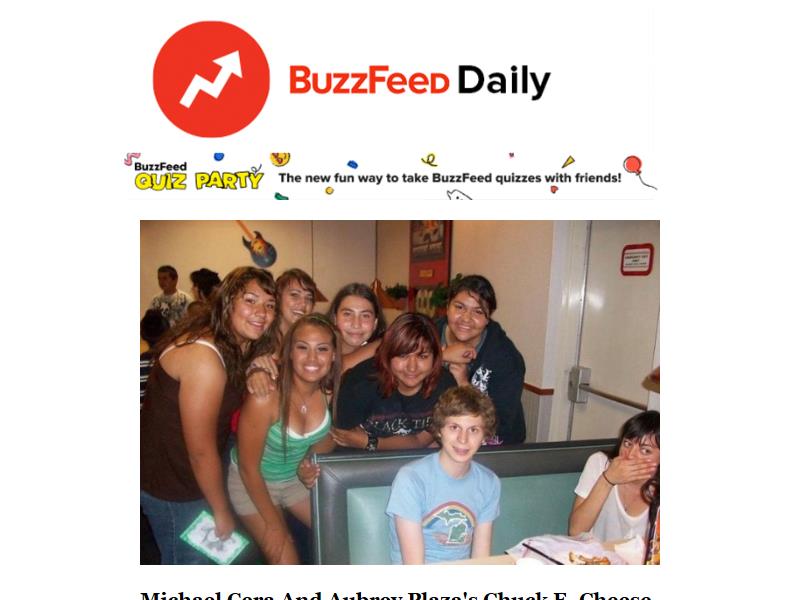 BuzzFeed Daily
BuzzFeed
QUIZ PARTY
The new fun way to take BuzzFeed quizzes with friends!
BLACK
Michael Cera And Aubrey Plaza's Chuck E. Cheese